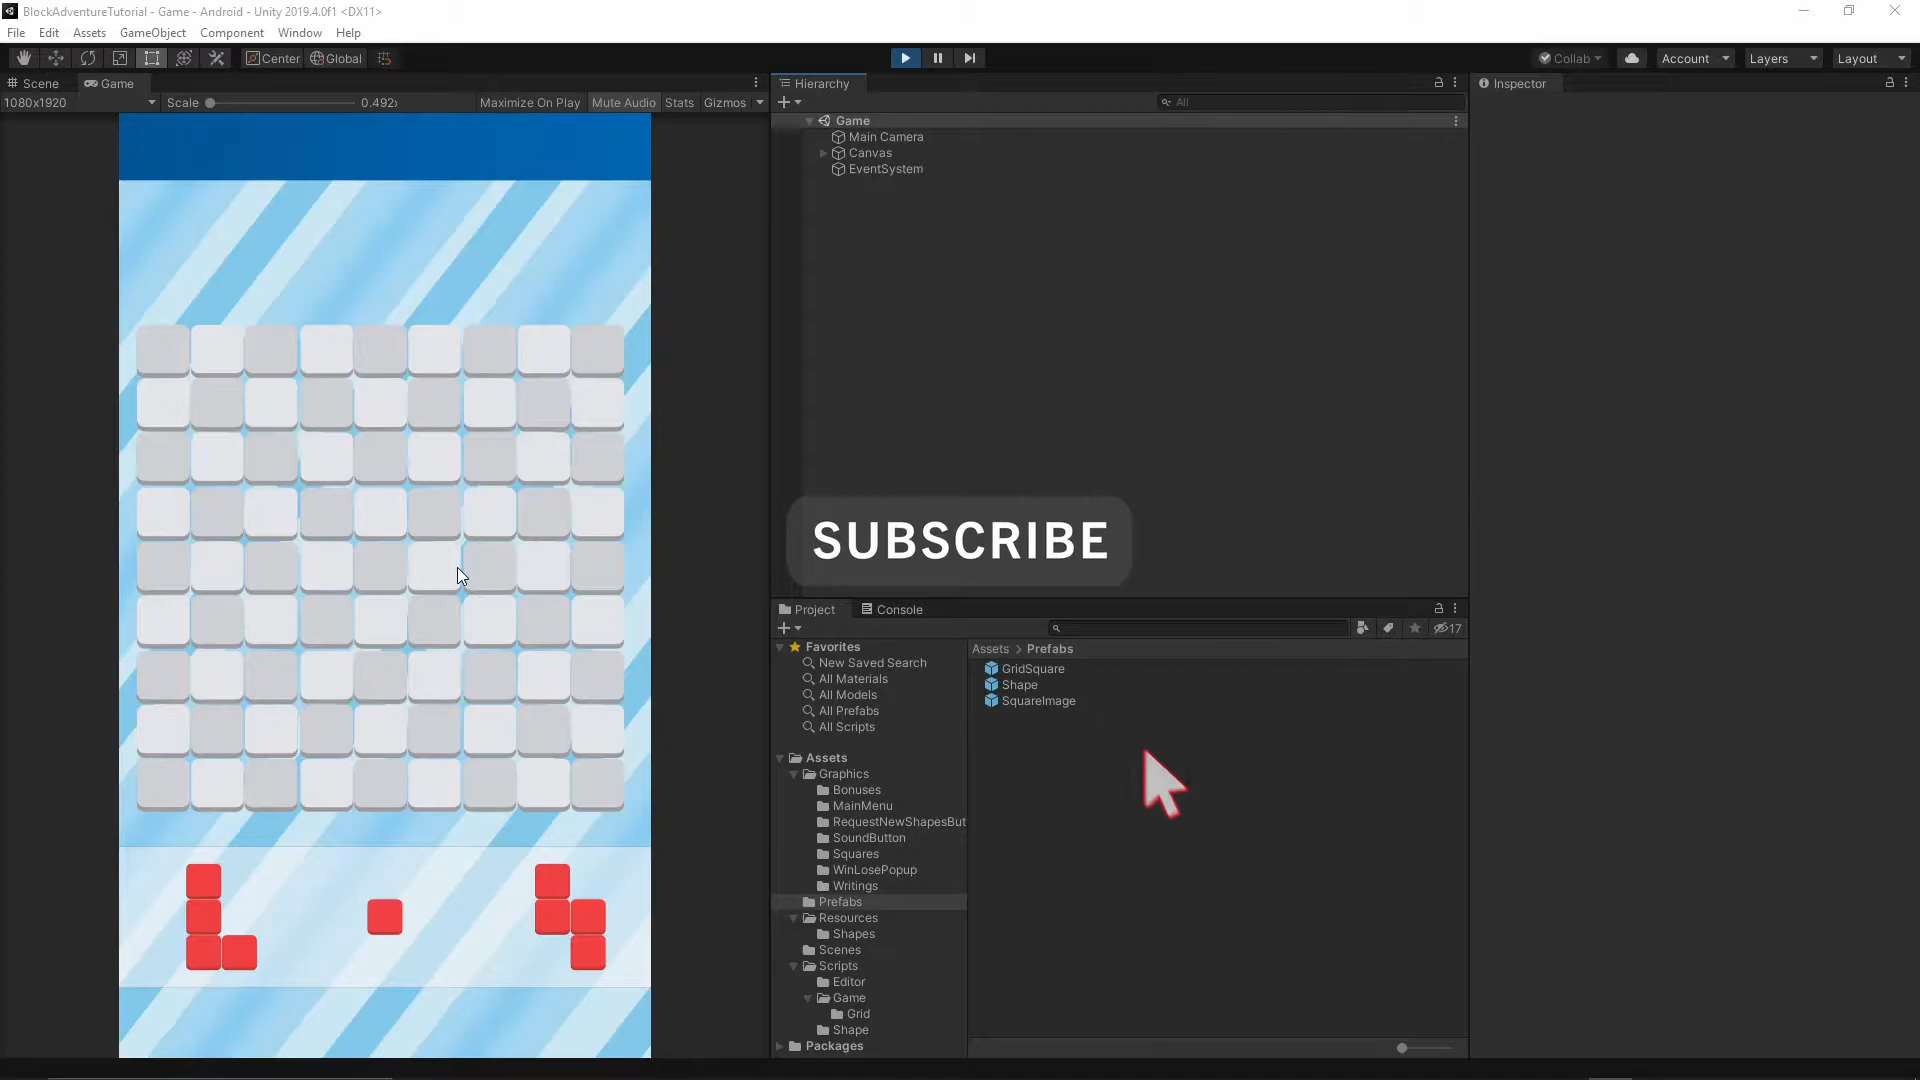 BlockAdventureTutorial - Game - Android - Unity 2019.4.0f1 <DX11>
File Edit Assets GameObject Component Window Help
Center Global Collab Account Layers Layout
Scene Game Hierarchy Inspector
1080x1920 Scale 0.492 Maximize On Play Mute Audio Stats Gizmos All
Game
Main Camera
Canvas
EventSystem
SUBSCRIBE
Project Console
17
Favorites
New Saved Search
All Materials
All Models
All Prefabs
All Scripts
Assets
Graphics
Bonuses
MainMenu
RequestNewShapesBut
SoundButton
Squares
WinLosePopup
Writings
Prefabs
Resources
Shapes
Scenes
Scripts
Editor
Game
Grid
Shape
Packages
Assets > Prefabs
GridSquare
Shape
SquareImage